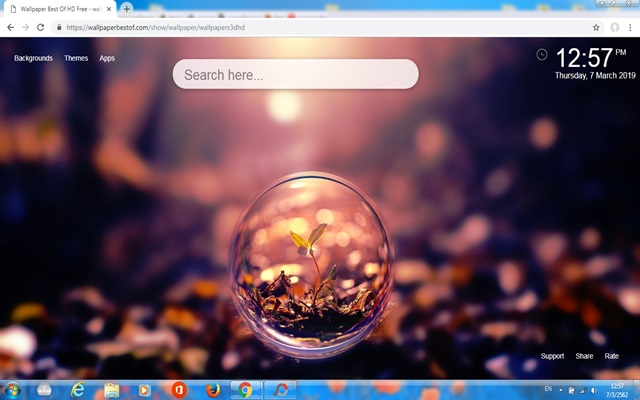 Wallpaper Best Of HD Free - wall
https://wallpaperbestof.com/show/wallpaper/wallpapers3dhd
Backgrounds Themes Apps
Search here...
12:57 PM
Thursday, 7 March 2019
Support Share Rate
EN
12:57
7/3/2562